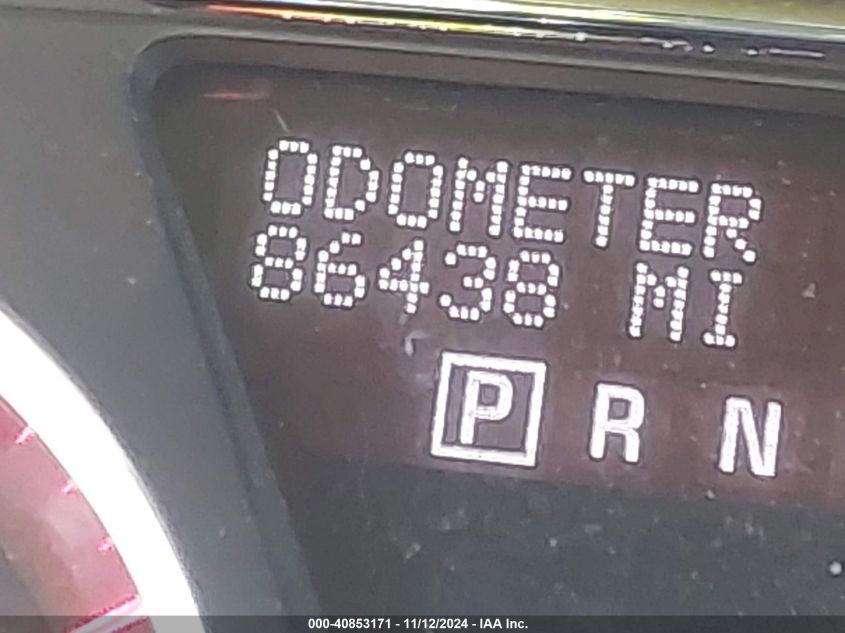 ODOMETER
86438 MI
P R N
000-40853171 - 11/12/2024 - IAA Inc.